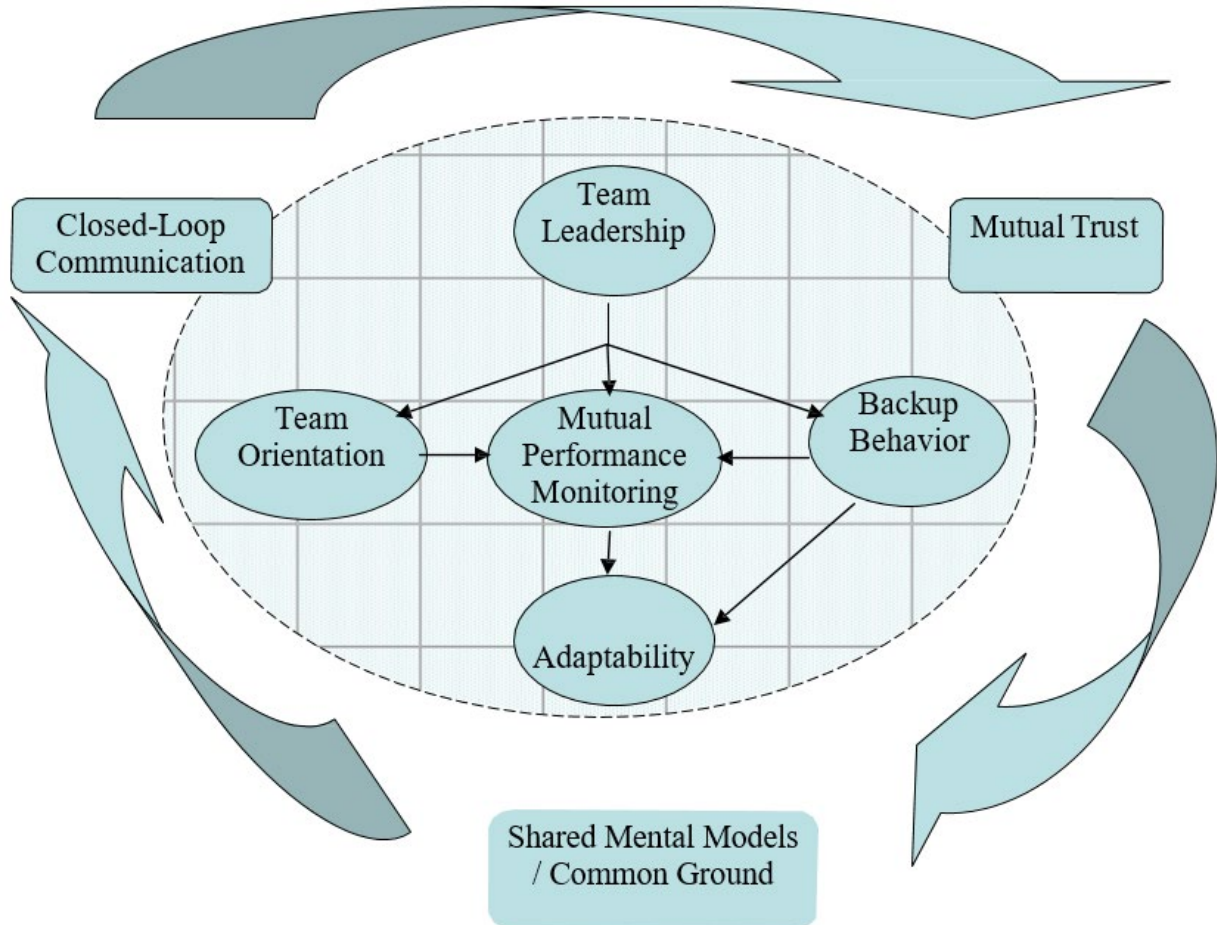 Team
Leadership
Closed-Loop
Communication
Mutual Trust
Team
Orientation
Mutual
Performance
Monitoring
Backup
Behavior
Adaptability
Shared Mental Models
/ Common Ground